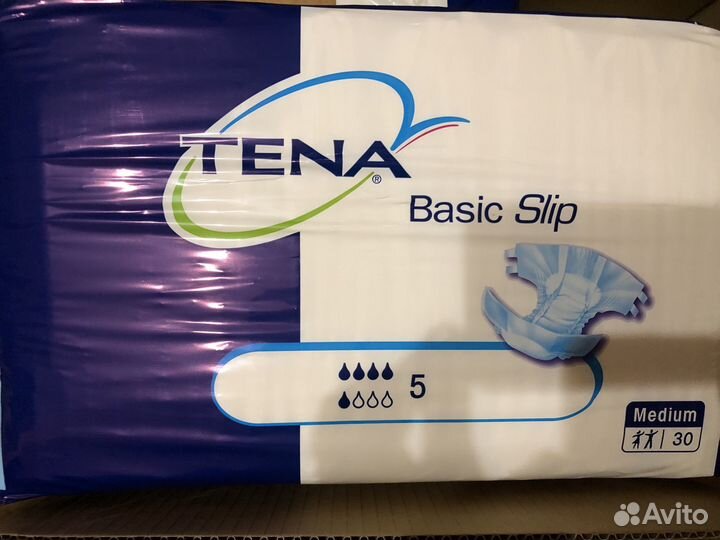 TENA
®
Basic Slip
5
Medium
30
Avito